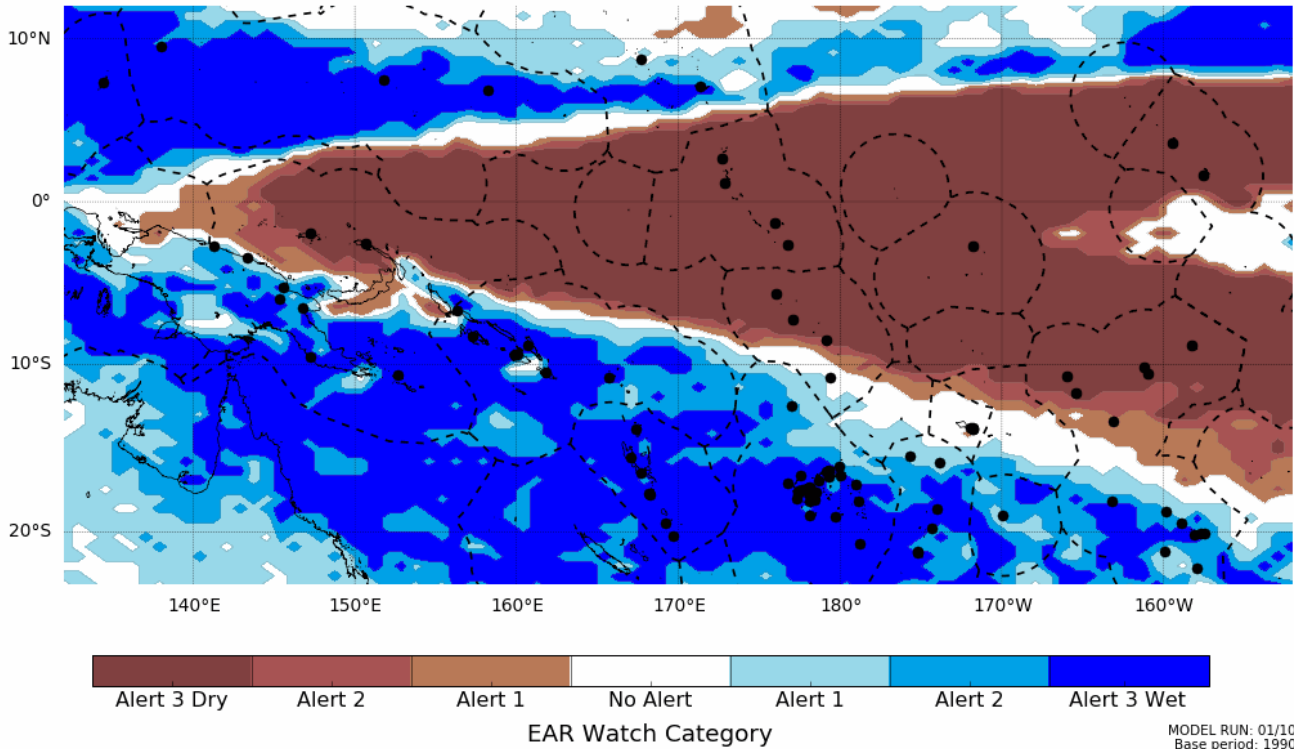 10°N
0°
10°S
20°S
140°E 150°E 160°E 170°E 180° 170°W 160°W
Alert 3 Dry Alert 2 Alert 1 No Alert Alert 1 Alert 2 Alert 3 Wet
EAR Watch Category
MODEL RUN: 01/10
Base period: 1990